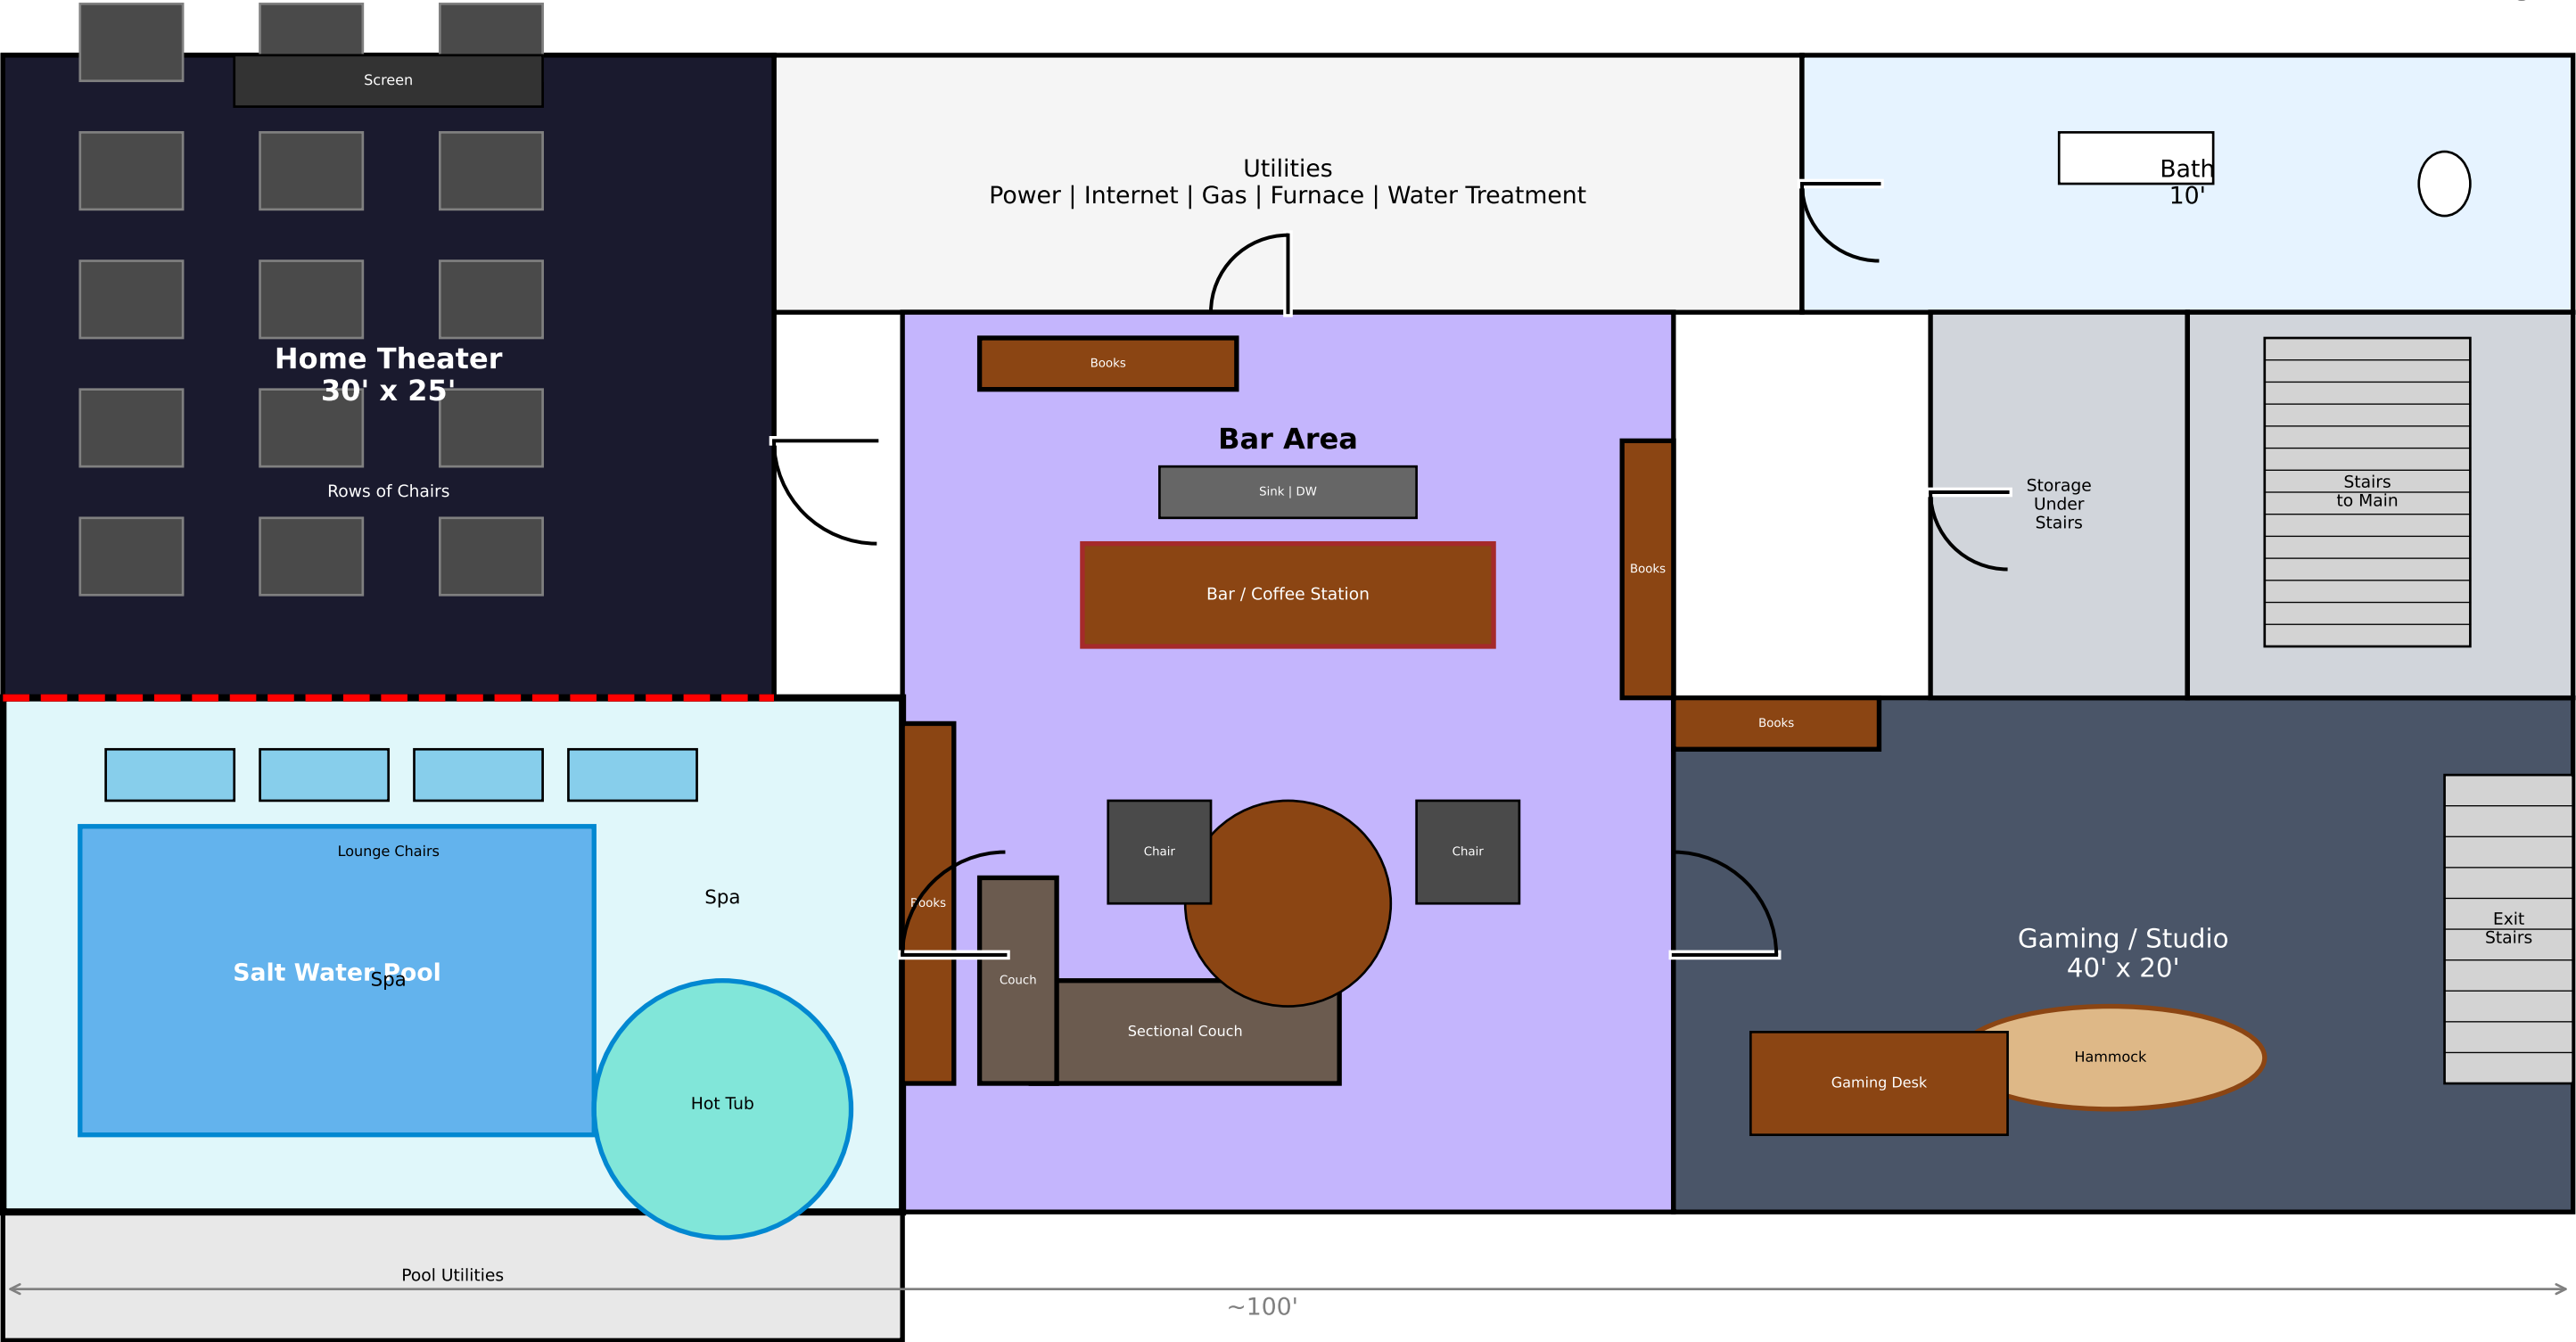 Screen
Utilities
Power | Internet | Gas | Furnace | Water Treatment
Bath
10'
Home Theater
30' x 25'
Rows of Chairs
Books
Bar Area
Sink | DW
Bar / Coffee Station
Books
Storage
Under
Stairs
Stairs
to Main
Books
Lounge Chairs
Spa
Salt Water Pool
Spa
Hot Tub
Books
Couch
Chair
Chair
Sectional Couch
Gaming / Studio
40' x 20'
Hammock
Gaming Desk
Exit
Stairs
Pool Utilities
~100'